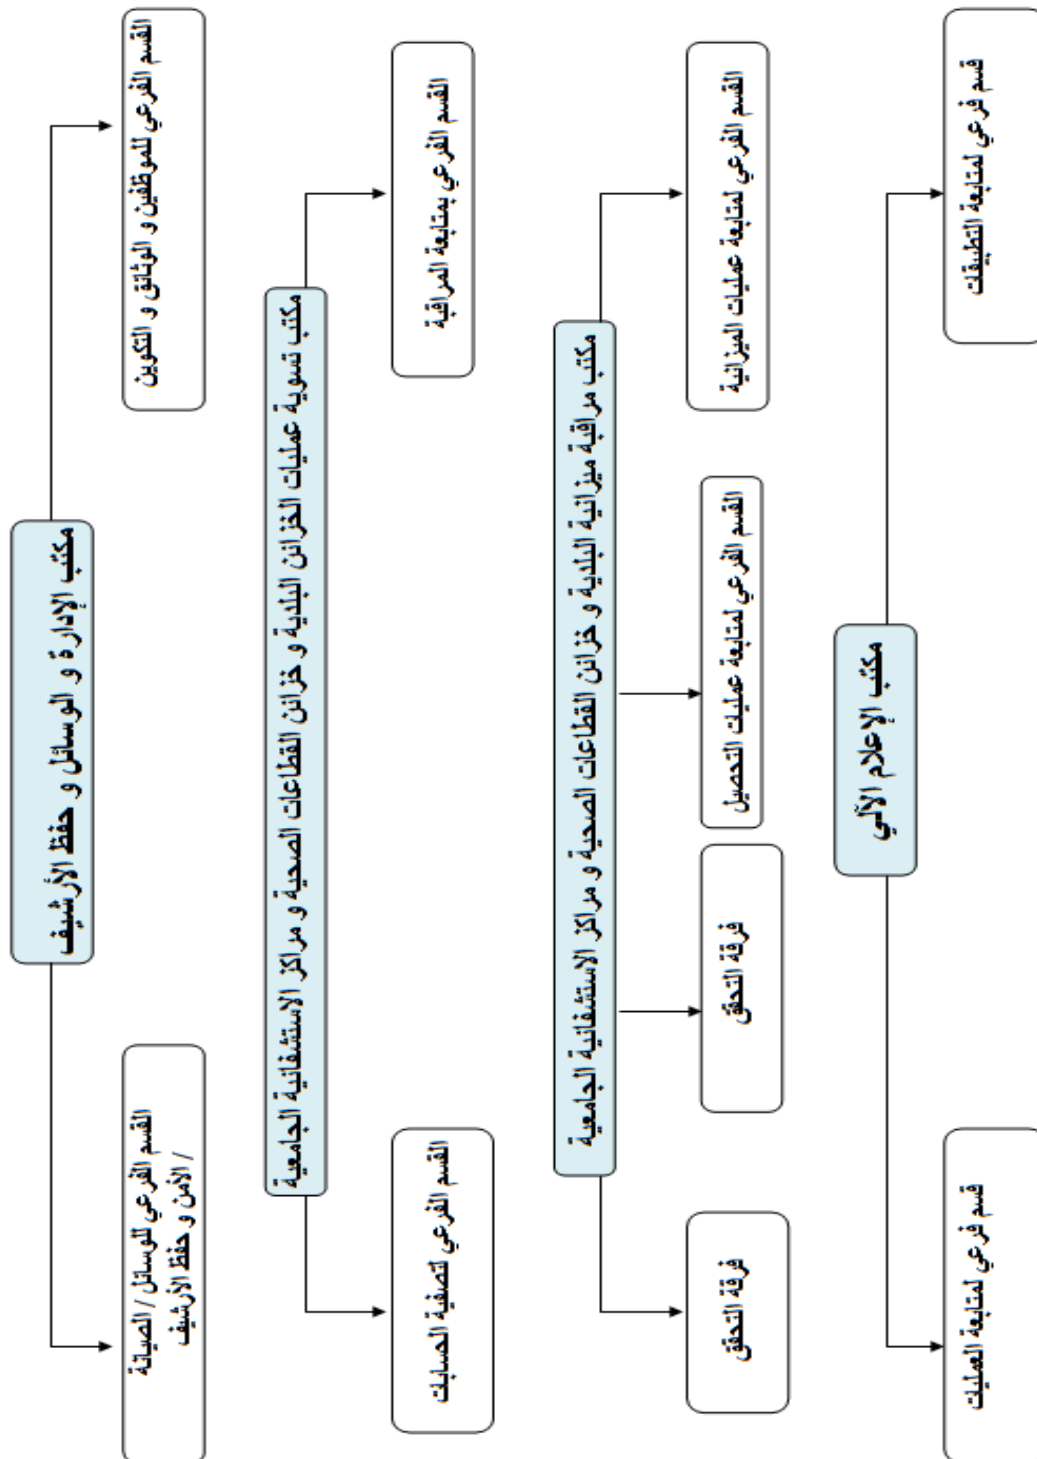 مكتب الإدارة و الوسائل و حفظ الأرشيف
القسم الفرعي للموظفين و الوثائق و التكوين
القسم الفرعي للوسائل / الصيانة
/ الأمن و حفظ الأرشيف
مكتب تسوية عمليات الخزائن البلدية و خزائن القطاعات الصحية و مراكز الاستشفائية الجامعية
القسم الفرعي بمتابعة المراقبة
القسم الفرعي لتصفية الحسابات
مكتب مراقبة ميزانية البلدية و خزائن القطاعات الصحية و مراكز الاستشفائية الجامعية
القسم الفرعي لمتابعة عمليات الميزانية
القسم الفرعي لمتابعة عمليات التحصيل
فرقة التحقق
فرقة التحقق
مكتب الإعلام الآلي
قسم فرعي لمتابعة التطبيقات
قسم فرعي لمتابعة العمليات